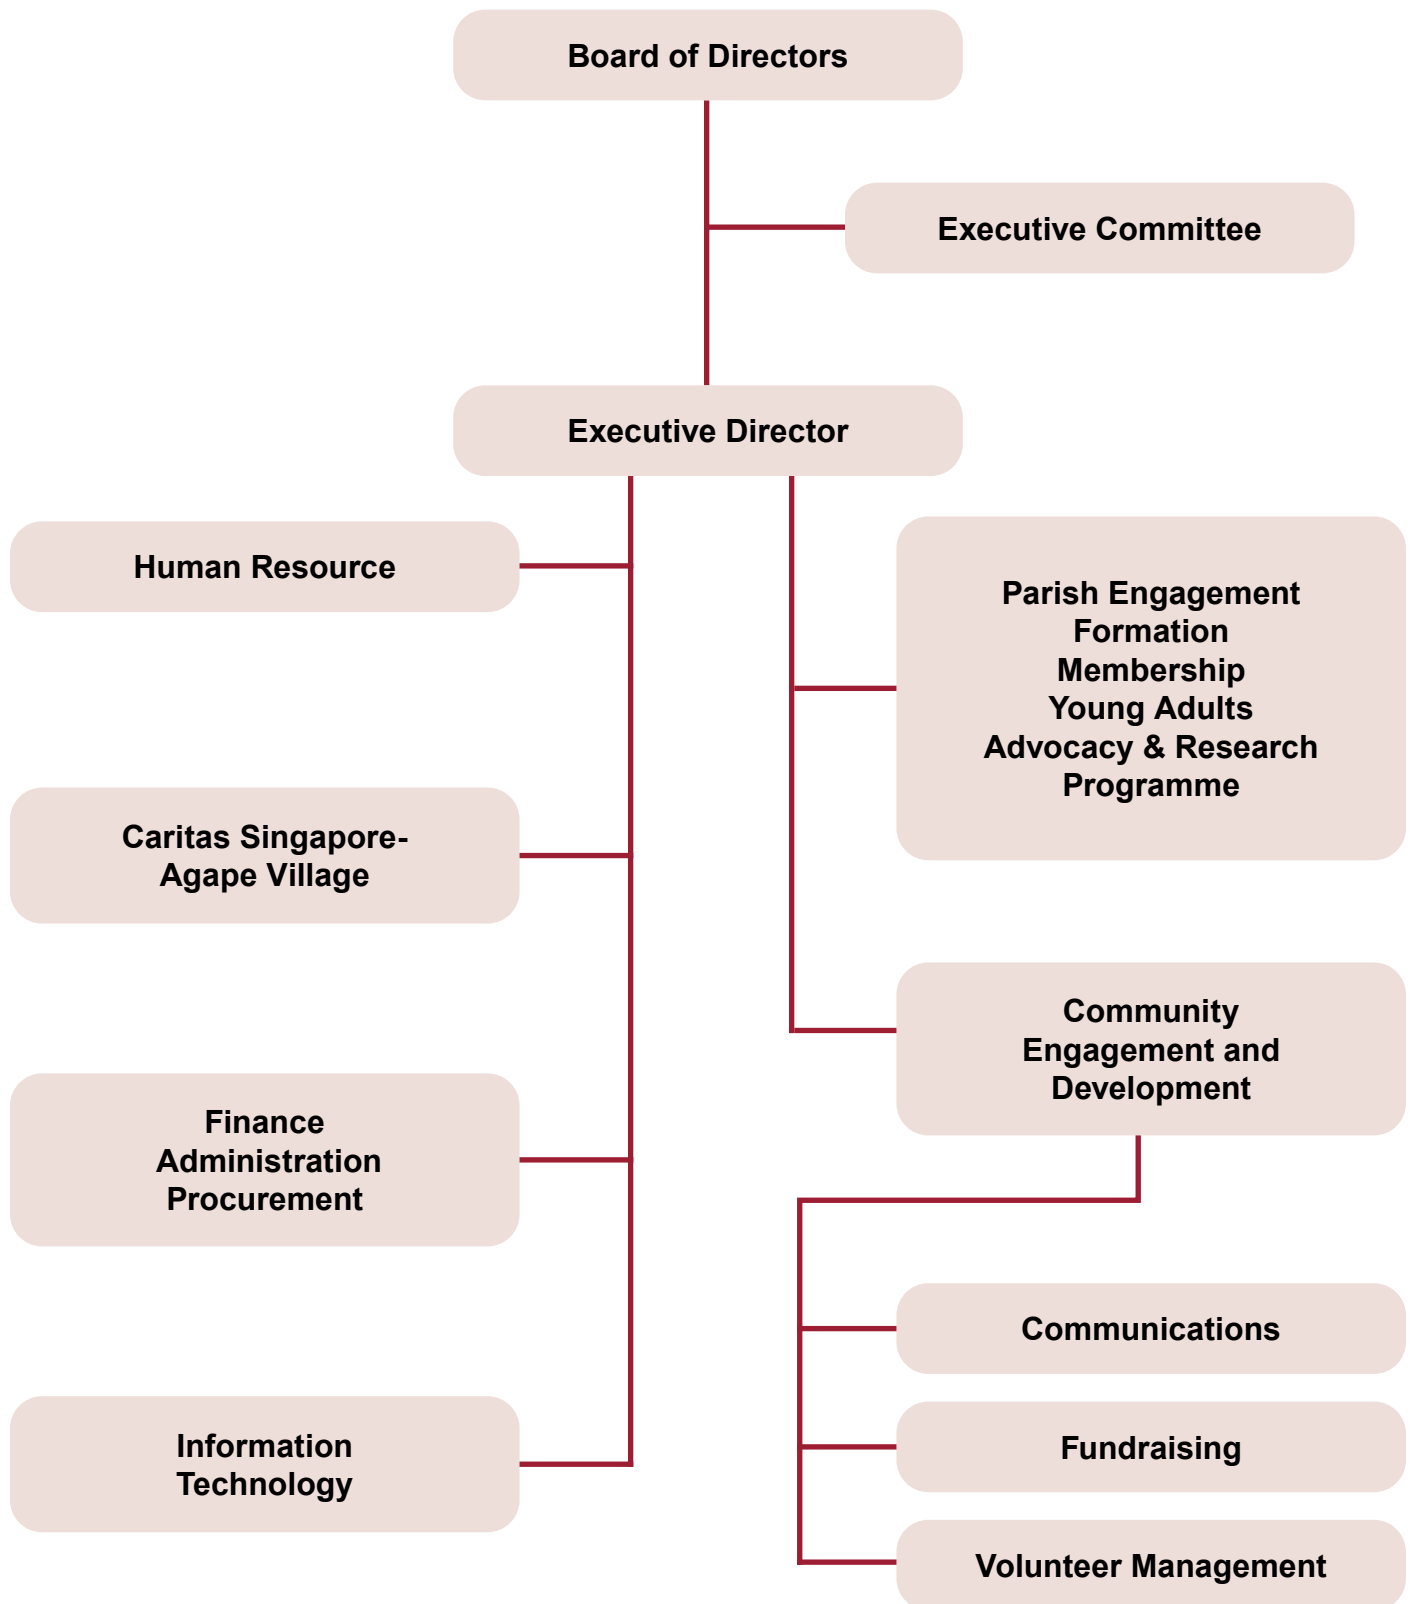 Board of Directors
Executive Committee
Executive Director
Human Resource
Caritas Singapore-
Agape Village
Finance
Administration
Procurement
Information
Technology
Parish Engagement
Formation
Membership
Young Adults
Advocacy & Research
Programme
Community
Engagement and
Development
Communications
Fundraising
Volunteer Management